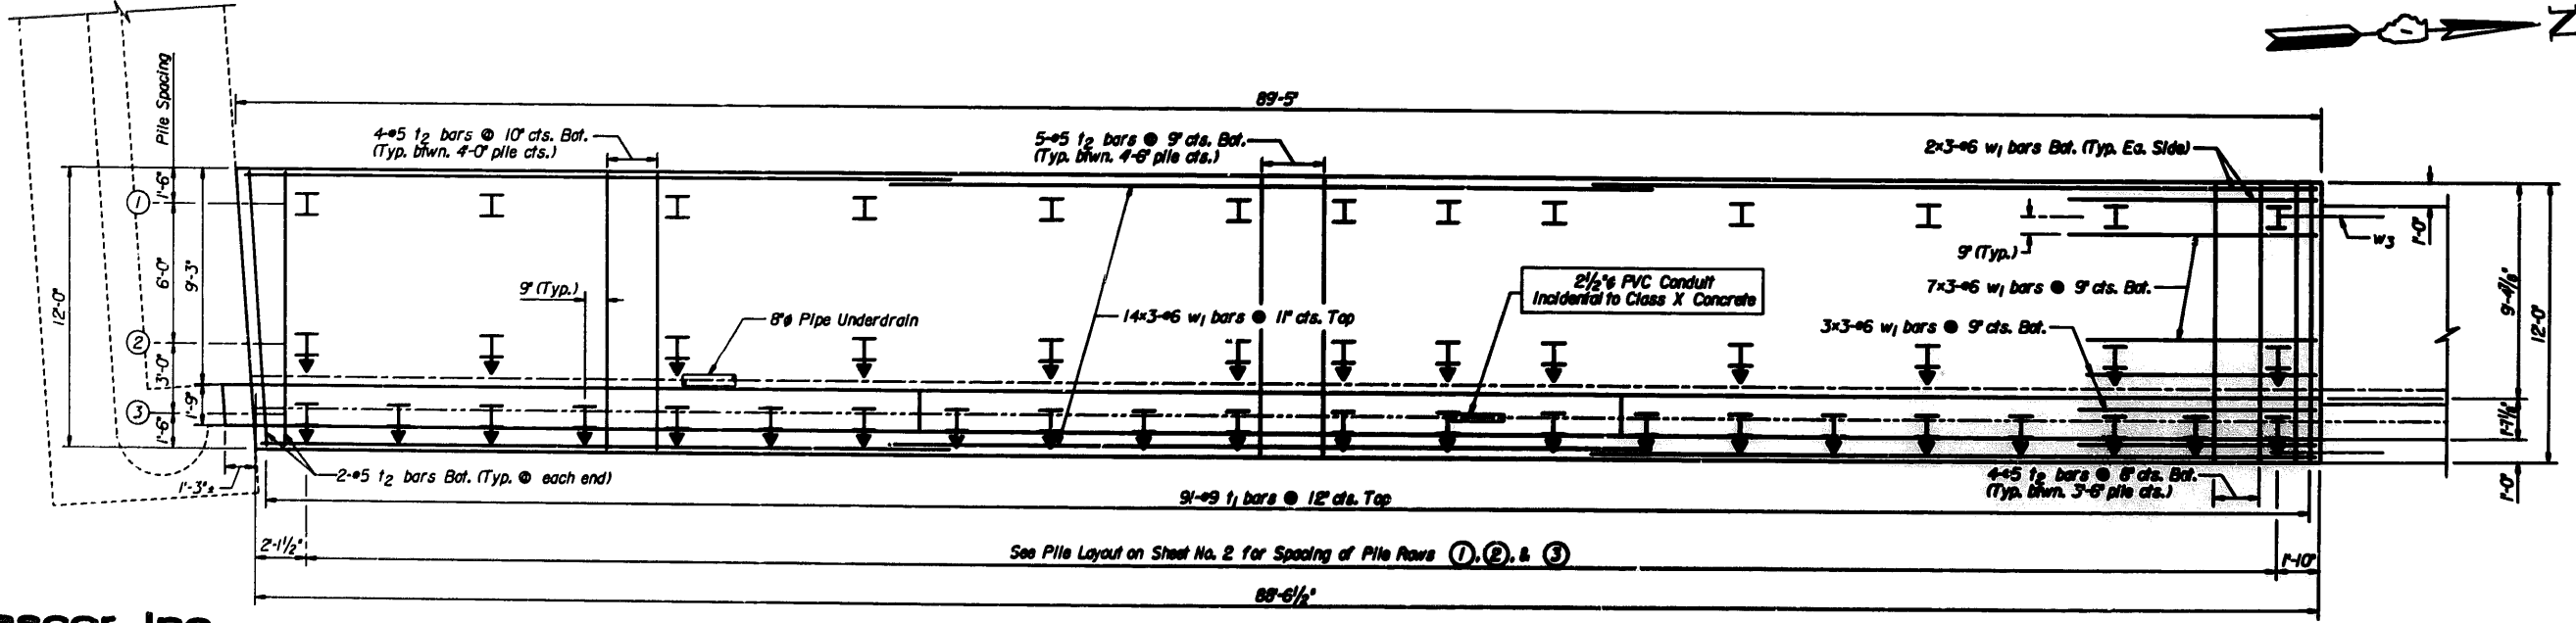 N
89'-5"
Pile Spacing
4-#5 t2 bars @ 10" cts. Bot.
(Typ. btwn. 4'-0" pile cts.)
5-#5 t2 bars @ 9" cts. Bot.
(Typ. btwn. 4'-6" pile cts.)
2×3-#6 w1 bars Bot. (Typ. Ea. Side)
1'-6"
1
6'-0"
9'-3"
12'-0"
w3
1'-0"
9" (Typ.)
9" (Typ.)
2½"ϕ PVC Conduit
Incidental to Class X Concrete
7×3-#6 w1 bars @ 9" cts. Bot.
8"ϕ Pipe Underdrain
14×3-#6 w1 bars @ 11" cts. Top
3×3-#6 w1 bars @ 9" cts. Bot.
12'-0"
2
3'-0"
1'-9"
3
1'-6"
1'-3"±
2-#5 t2 bars Bot. (Typ. @ each end)
4-#5 t2 bars @ 8" cts. Bot.
(Typ. btwn. 3'-6" pile cts.)
1'-0"
91-#9 t1 bars @ 12" cts. Top
2'-1½"
See Pile Layout on Sheet No. 2 for Spacing of Pile Rows 1, 2, & 3
1'-10"
88'-6½"